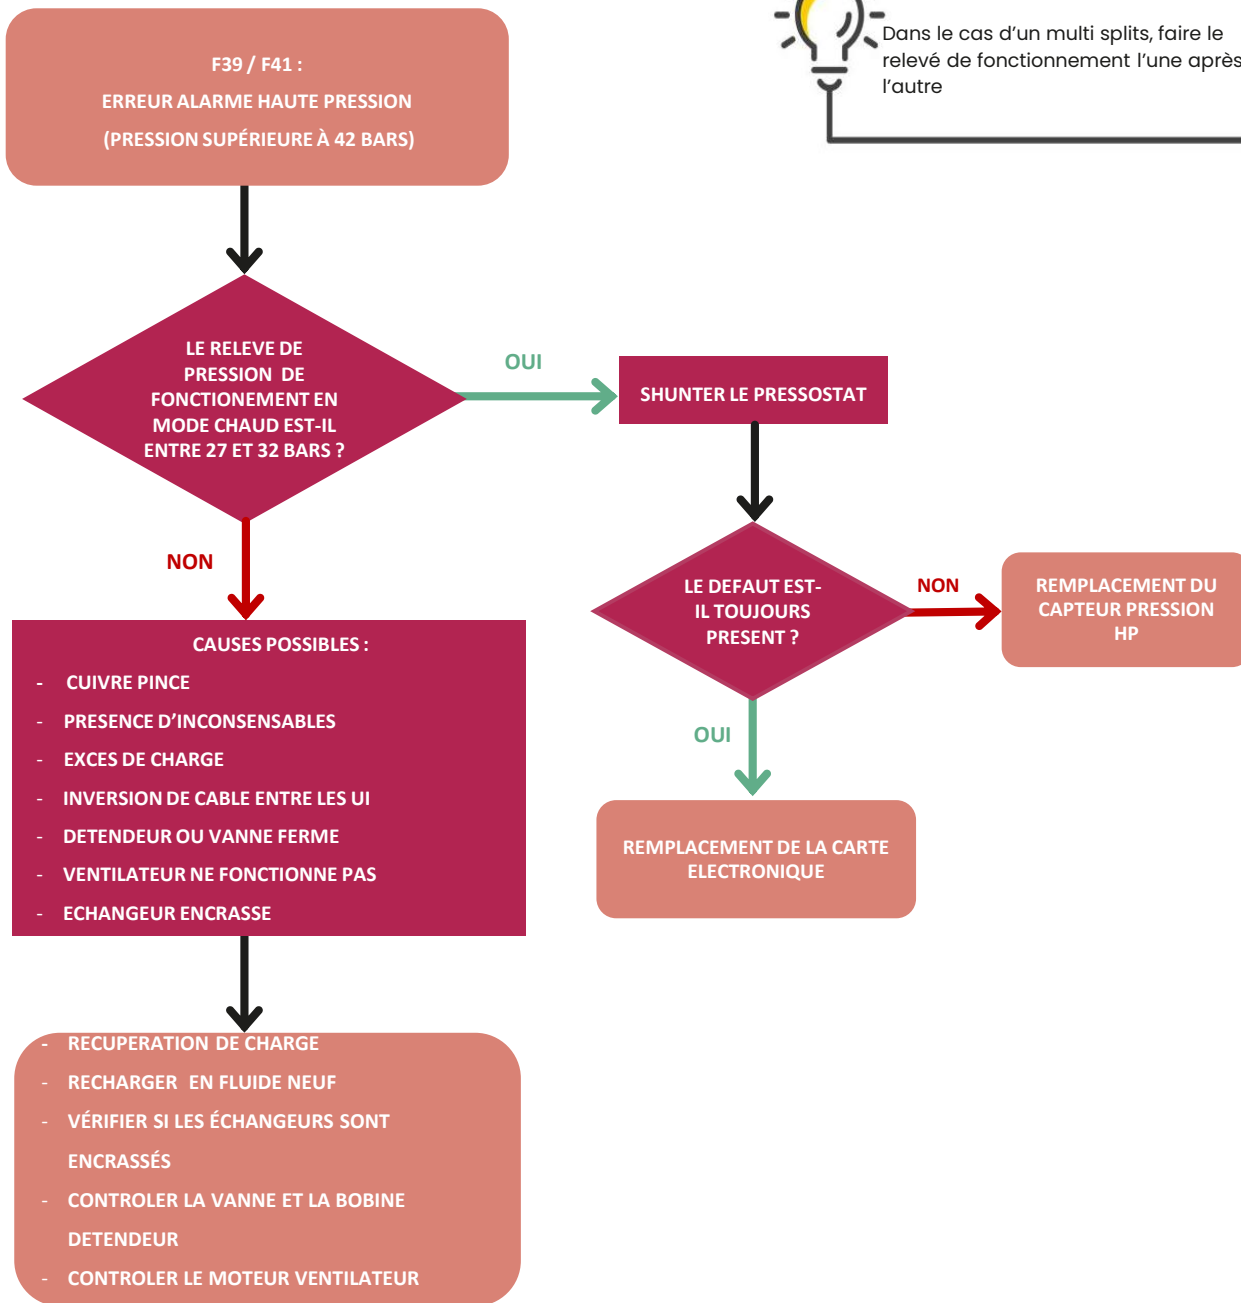 Dans le cas d'un multi splits, faire le
relevé de fonctionnement l'une après
l'autre
F39 / F41 :
ERREUR ALARME HAUTE PRESSION
(PRESSION SUPÉRIEURE À 42 BARS)
LE RELEVE DE
PRESSION DE
FONCTIONEMENT EN
MODE CHAUD EST-IL
ENTRE 27 ET 32 BARS ?
OUI
SHUNTER LE PRESSOSTAT
NON
LE DEFAUT EST-
IL TOUJOURS
PRESENT ?
NON
REMPLACEMENT DU
CAPTEUR PRESSION
HP
OUI
REMPLACEMENT DE LA CARTE
ELECTRONIQUE
CAUSES POSSIBLES :
- CUIVRE PINCE
- PRESENCE D'INCONSENSABLES
- EXCES DE CHARGE
- INVERSION DE CABLE ENTRE LES UI
- DETENDEUR OU VANNE FERME
- VENTILATEUR NE FONCTIONNE PAS
- ECHANGEUR ENCRASSE
- RECUPERATION DE CHARGE
- RECHARGER EN FLUIDE NEUF
- VÉRIFIER SI LES ÉCHANGEURS SONT
ENCRASSÉS
- CONTROLER LA VANNE ET LA BOBINE
DETENDEUR
- CONTROLER LE MOTEUR VENTILATEUR